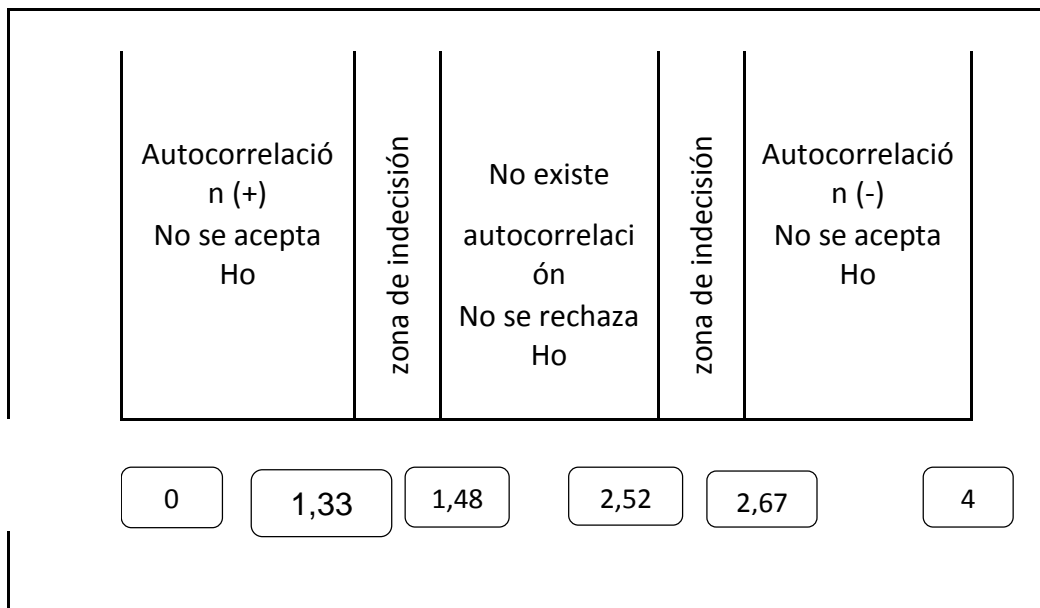 Autocorrelació
n (+)
No se acepta
Ho
zona de indecisión
No existe
autocorrelaci
ón
No se rechaza
Ho
zona de indecisión
Autocorrelació
n (-)
No se acepta
Ho
0
1,33
1,48
2,52
2,67
4